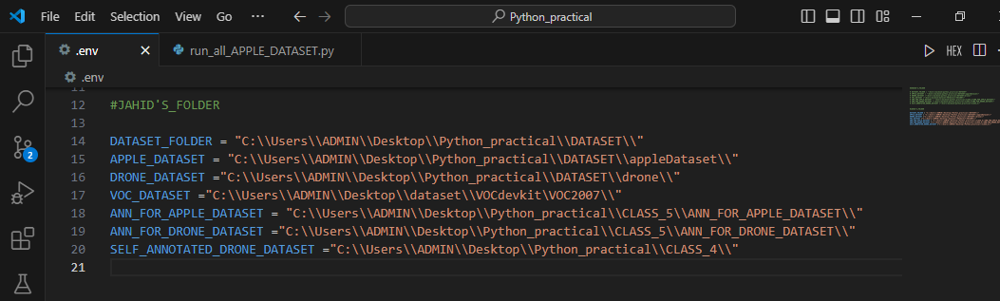 File Edit Selection View Go ··· Python_practical
.env run_all_APPLE_DATASET.py HEX
.env
11
12 #JAHID'S_FOLDER
13
14 DATASET_FOLDER = "C:\\Users\\ADMIN\\Desktop\\Python_practical\\DATASET\\"
15 APPLE_DATASET = "C:\\Users\\ADMIN\\Desktop\\Python_practical\\DATASET\\appleDataset\\"
16 DRONE_DATASET ="C:\\Users\\ADMIN\\Desktop\\Python_practical\\DATASET\\drone\\"
17 VOC_DATASET ="C:\\Users\\ADMIN\\Desktop\\dataset\\VOCdevkit\VOC2007\\"
18 ANN_FOR_APPLE_DATASET = "C:\\Users\\ADMIN\\Desktop\\Python_practical\\CLASS_5\\ANN_FOR_APPLE_DATASET\\"
19 ANN_FOR_DRONE_DATASET ="C:\\Users\\ADMIN\\Desktop\\Python_practical\\CLASS_5\\ANN_FOR_DRONE_DATASET\\"
20 SELF_ANNOTATED_DRONE_DATASET ="C:\\Users\\ADMIN\\Desktop\\Python_practical\\CLASS_4\\"
21
2